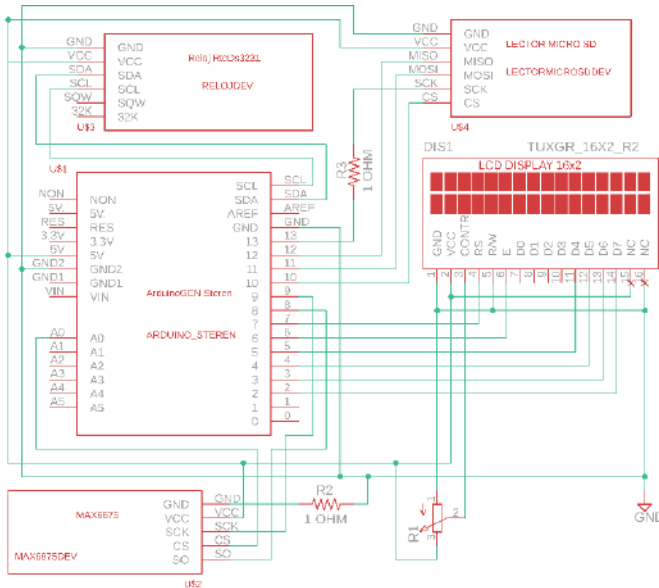 GND
VCC
SDA
SCL
SQW
32K
GND
VCC
SDA
SCL
SQW
32K
Reloj RtcDs3231
RELOJDEV
U$3
GND
VCC
MISO
MOSI
SCK
CS
GND
VCC
MISO
MOSI
SCK
CS
LECTOR MICRO SD
LECTORMICROSDDEV
U$4
R3
1 OHM
DIS1
TUXGR_16X2_R2
LCD DISPLAY 16x2
GND
VCC
CONTR
RS
R/W
E
D0
D1
D2
D3
D4
D5
D6
D7
NC
NC
1
2
3
4
5
6
7
8
9
10
11
12
13
14
15
16
U$1
NON
5V.
RES
3.3V
5V
GND2
GND1
VIN
A0
A1
A2
A3
A4
A5
NON
5V.
RES
3.3V
5V
GND2
GND1
VIN
A0
A1
A2
A3
A4
A5
ArduinoGEN Steren
ARDUINO_STEREN
SCL
SDA
AREF
GND
13
12
11
10
9
8
7
6
5
4
3
2
1
0
SCL
SDA
AREF
GND
13
12
11
10
9
8
7
6
5
4
3
2
1
0
MAX6675
MAX6675DEV
GND
VCC
SCK
CS
SO
GND
VCC
SCK
CS
SO
U$2
R2
1 OHM
R1
1
2
3
GND